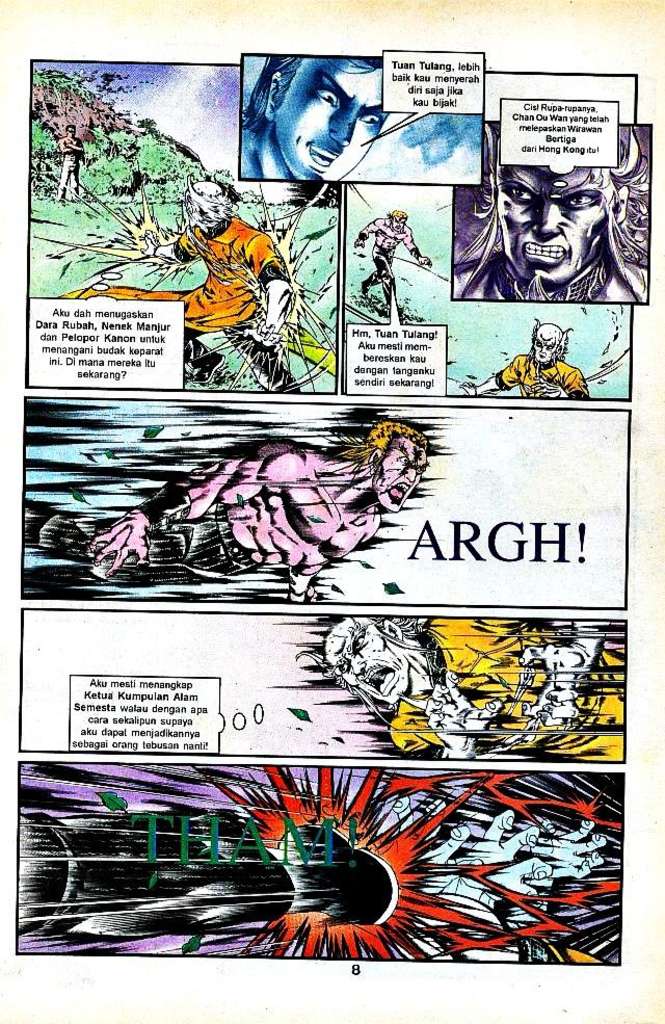 Tuan Tulang, lebih
baik kau menyerah
diri saja jika
kau bijak!
Cis! Rupa-rupanya,
Chan Ou Wan yang telah
melepaskan Wirawan
Bertiga
dari Hong Kong itu!
Aku dah menugaskan
Dara Rubah, Nenek Manjur
dan Pelopor Kanon untuk
menangani budak keparat
ini. Di mana mereka itu
sekarang?
Hm, Tuan Tulang!
Aku mesti mem-
bereskan kau
dengan tanganku
sendiri sekarang!
ARGH!
Aku mesti menangkap
Ketua Kumpulan Alam
Semesta walau dengan apa
cara sekalipun supaya
aku dapat menjadikannya
sebagai orang tebusan nanti!
THAM!
8